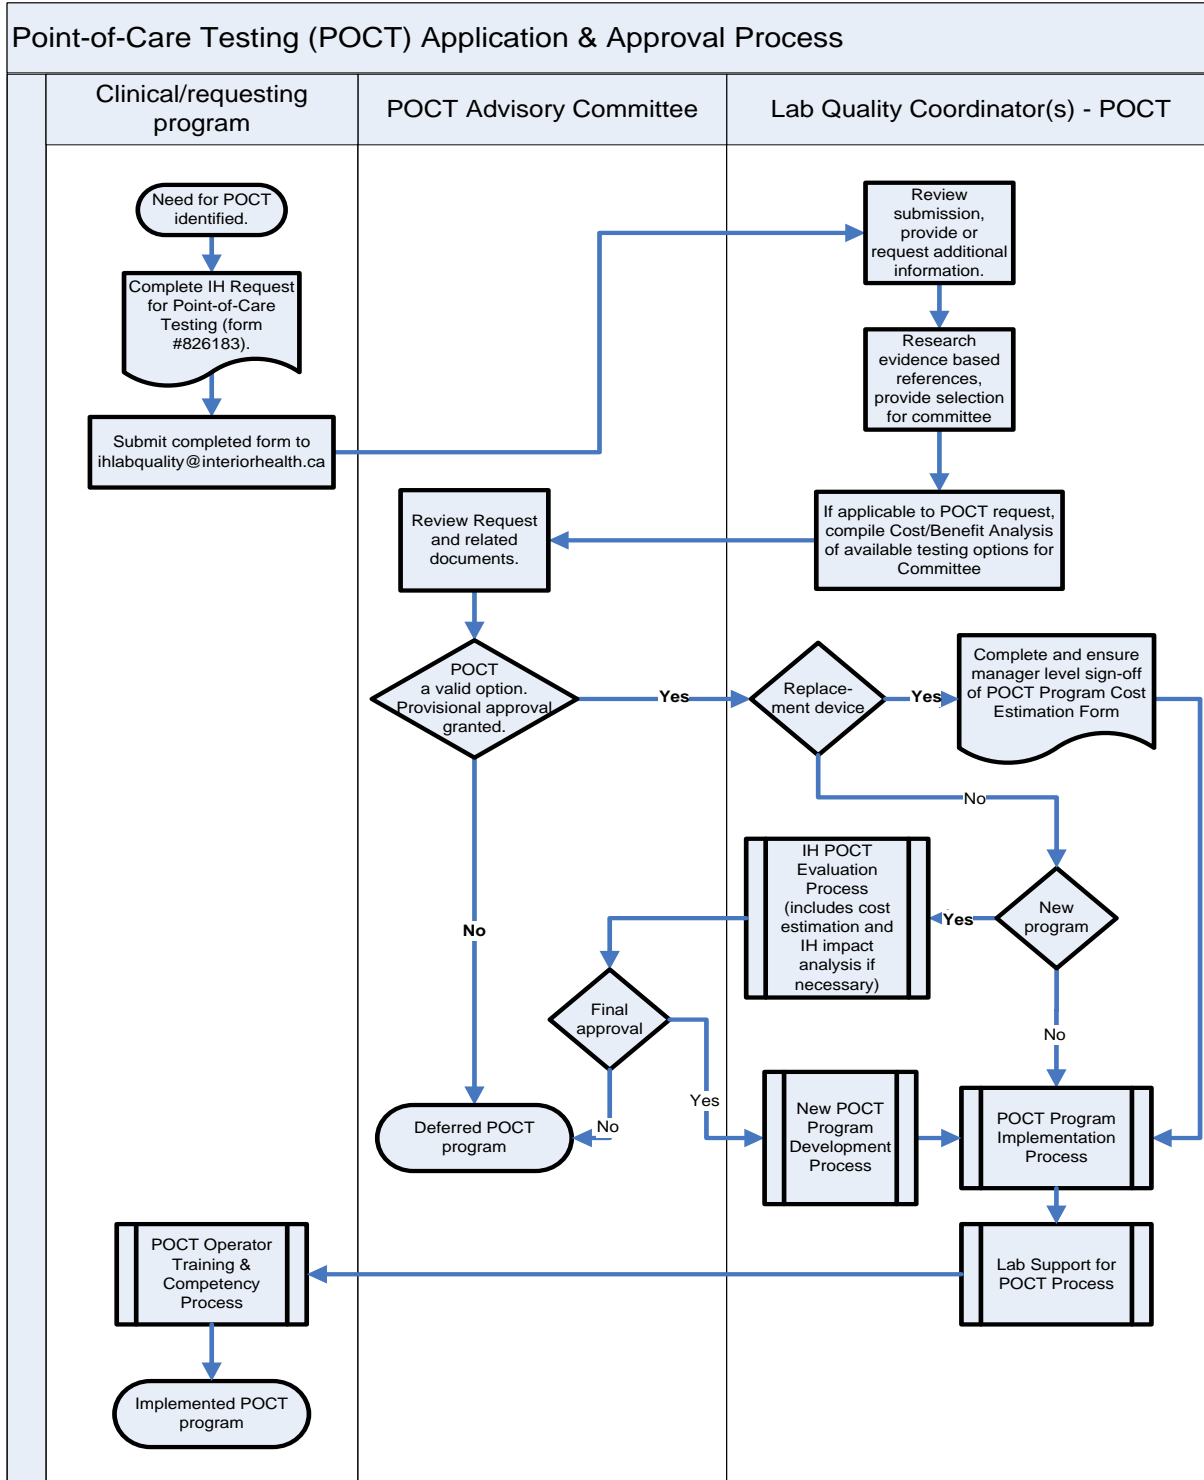 Point-of-Care Testing (POCT) Application & Approval Process
Clinical/requesting
program
POCT Advisory Committee
Lab Quality Coordinator(s) - POCT
Need for POCT
identified.
Complete IH Request
for Point-of-Care
Testing (form
#826183).
Submit completed form to
ihlabquality@interiorhealth.ca
Review
submission,
provide or
request additional
information.
Research
evidence based
references,
provide selection
for committee
If applicable to POCT request,
compile Cost/Benefit Analysis
of available testing options for
Committee
Review Request
and related
documents.
POCT
a valid option.
Provisional approval
granted.
Yes
Replace-
ment device
Yes
Complete and ensure
manager level sign-off
of POCT Program Cost
Estimation Form
No
New
program
Yes
IH POCT
Evaluation
Process
(includes cost
estimation and
IH impact
analysis if
necessary)
No
Final
approval
No
Yes
No
Deferred POCT
program
New POCT
Program
Development
Process
POCT Program
Implementation
Process
Lab Support for
POCT Process
POCT Operator
Training &
Competency
Process
Implemented POCT
program